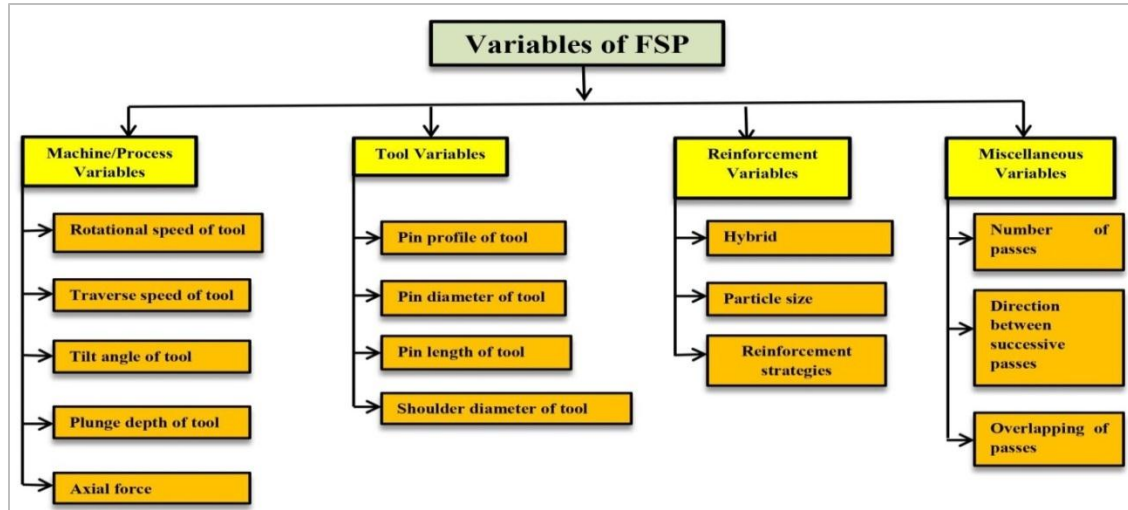 Variables of FSP
Machine/Process
Variables
Rotational speed of tool
Traverse speed of tool
Tilt angle of tool
Plunge depth of tool
Axial force
Tool Variables
Pin profile of tool
Pin diameter of tool
Pin length of tool
Shoulder diameter of tool
Reinforcement
Variables
Hybrid
Particle size
Reinforcement
strategies
Miscellaneous
Variables
Number of
passes
Direction
between
successive
passes
Overlapping of
passes